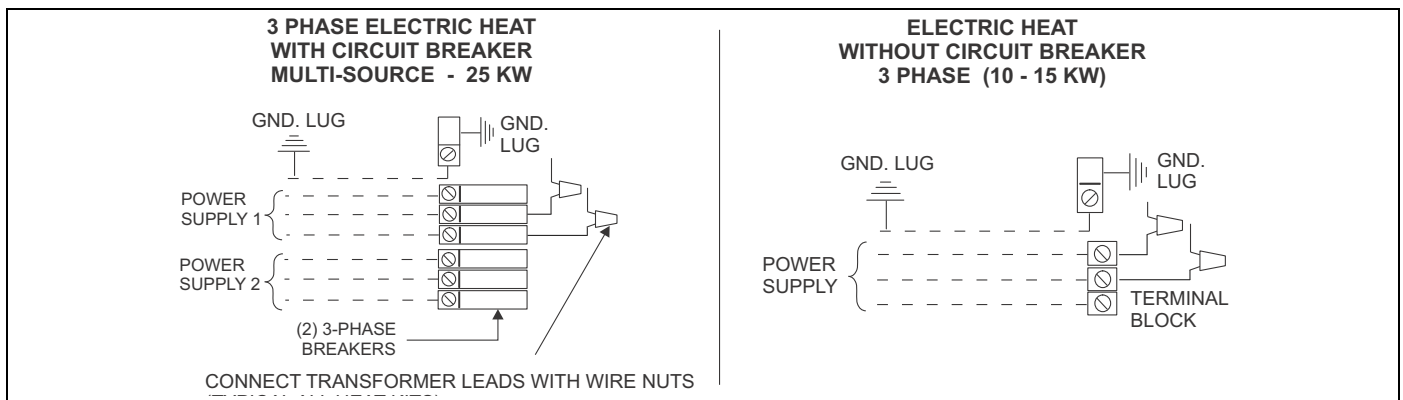 3 PHASE ELECTRIC HEAT
WITH CIRCUIT BREAKER
MULTI-SOURCE - 25 KW
GND. LUG
GND.
LUG
POWER
SUPPLY 1
POWER
SUPPLY 2
(2) 3-PHASE
BREAKERS
CONNECT TRANSFORMER LEADS WITH WIRE NUTS
ELECTRIC HEAT
WITHOUT CIRCUIT BREAKER
3 PHASE (10 - 15 KW)
GND. LUG
GND.
LUG
POWER
SUPPLY
TERMINAL
BLOCK